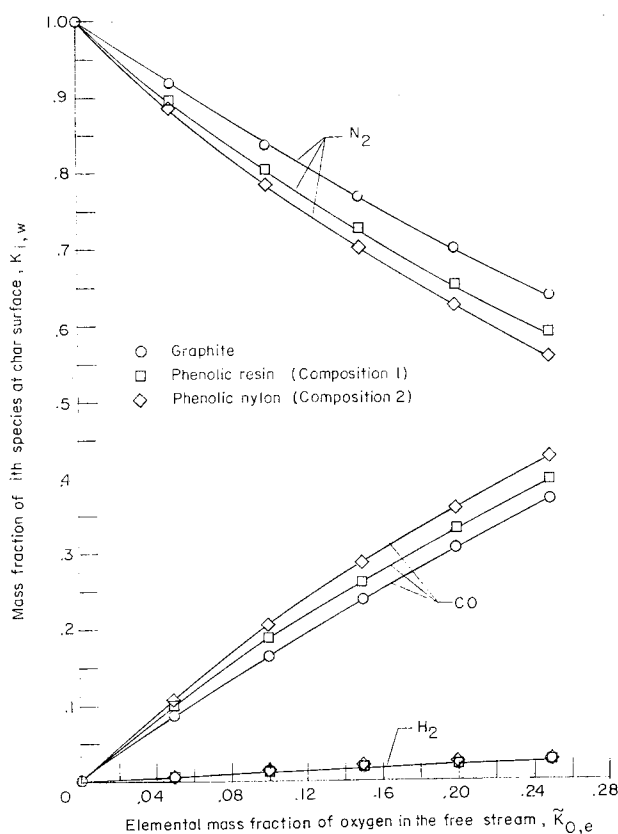 1.00
.9
.8
.7
.6
.5
.4
.3
.2
.1
0
Mass fraction of ith species at char surface, K i,w
N2
Graphite
Phenolic resin (Composition 1)
Phenolic nylon (Composition 2)
CO
H2
.04 .08 .12 .16 .20 .24 .28
Elemental mass fraction of oxygen in the free stream, K̃O,e